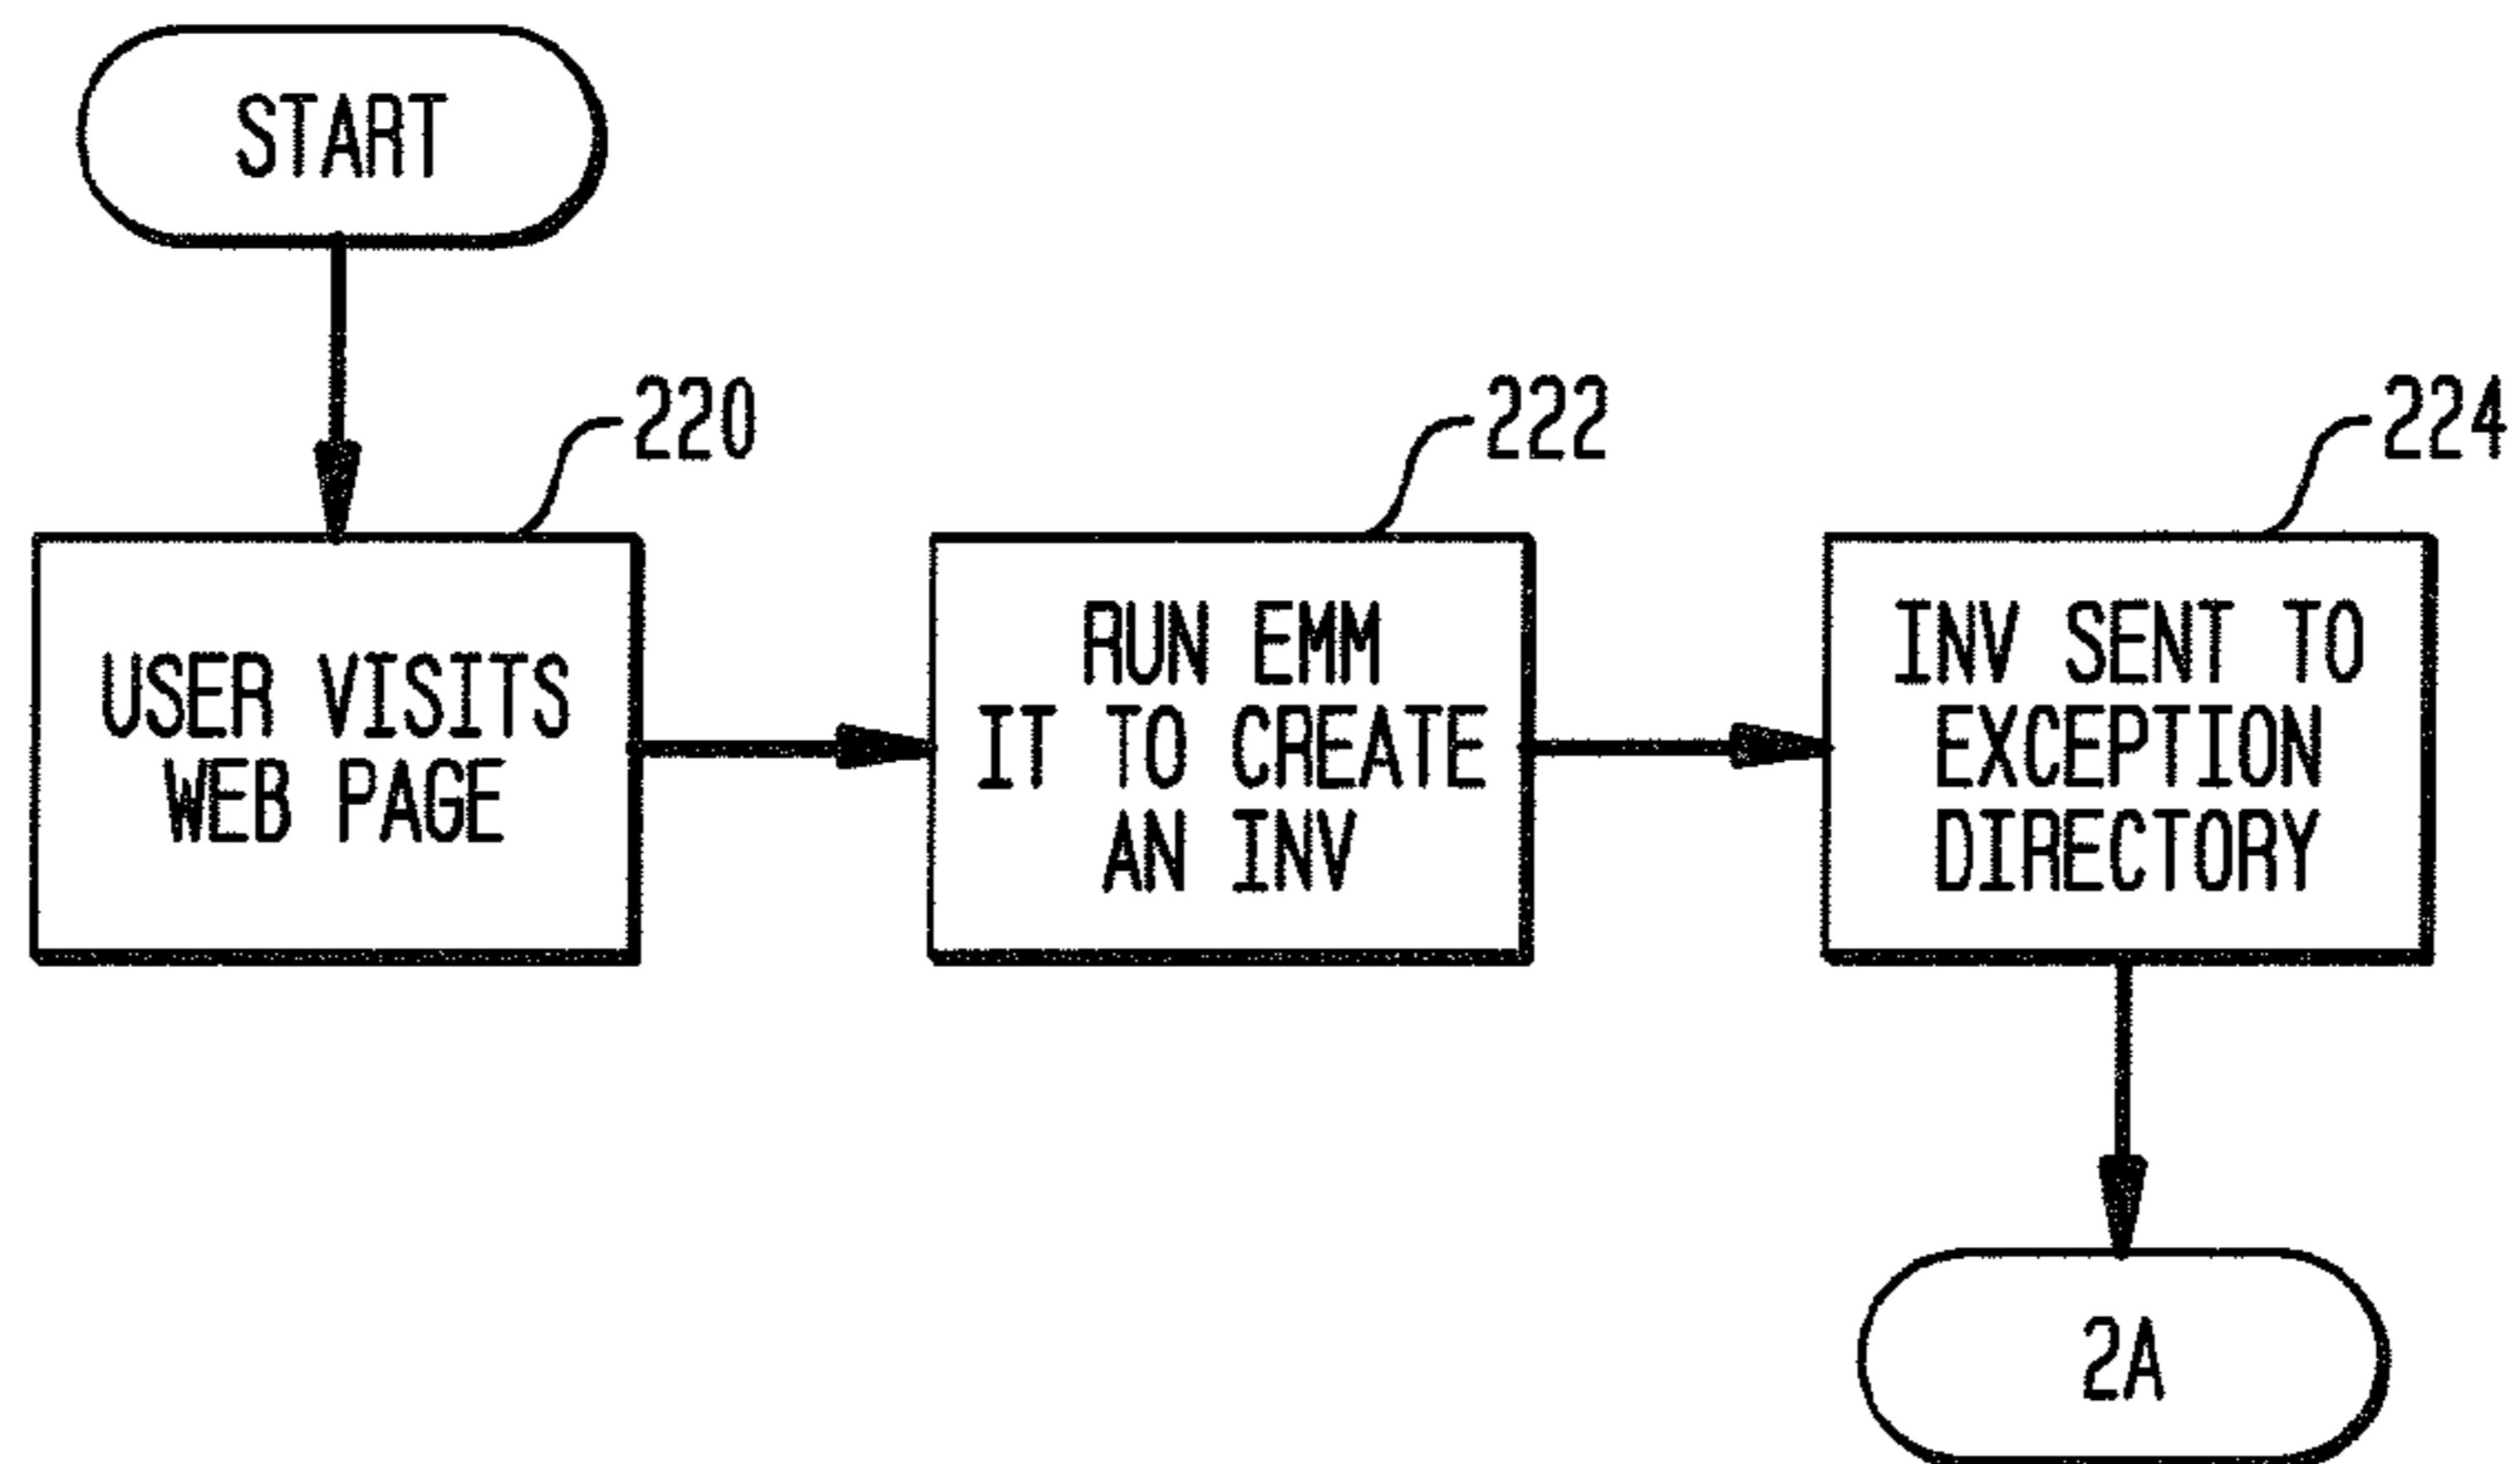 START
220
USER VISITS
WEB PAGE
222
RUN EMM
IT TO CREATE
AN INV
224
INV SENT TO
EXCEPTION
DIRECTORY
2A